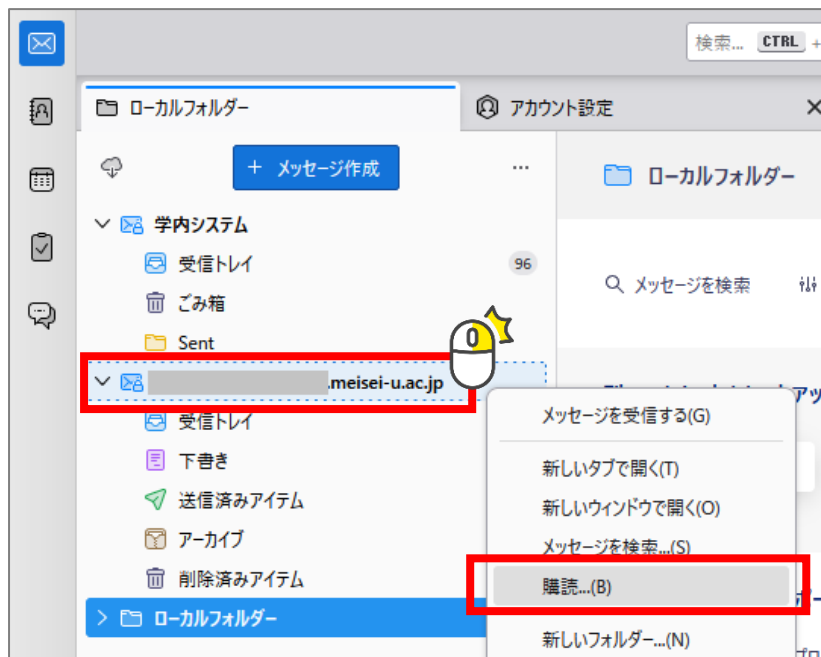 検索... CTRL +
ローカルフォルダー
アカウント設定
+ メッセージ作成
ローカルフォルダー
学内システム
受信トレイ 96
メッセージを検索
ごみ箱
Sent
.meisei-u.ac.jp
受信トレイ
下書き
送信済みアイテム
アーカイブ
削除済みアイテム
ローカルフォルダー
メッセージを受信する(G)
新しいタブで開く(T)
新しいウィンドウで開く(O)
メッセージを検索...(S)
購読...(B)
新しいフォルダー...(N)